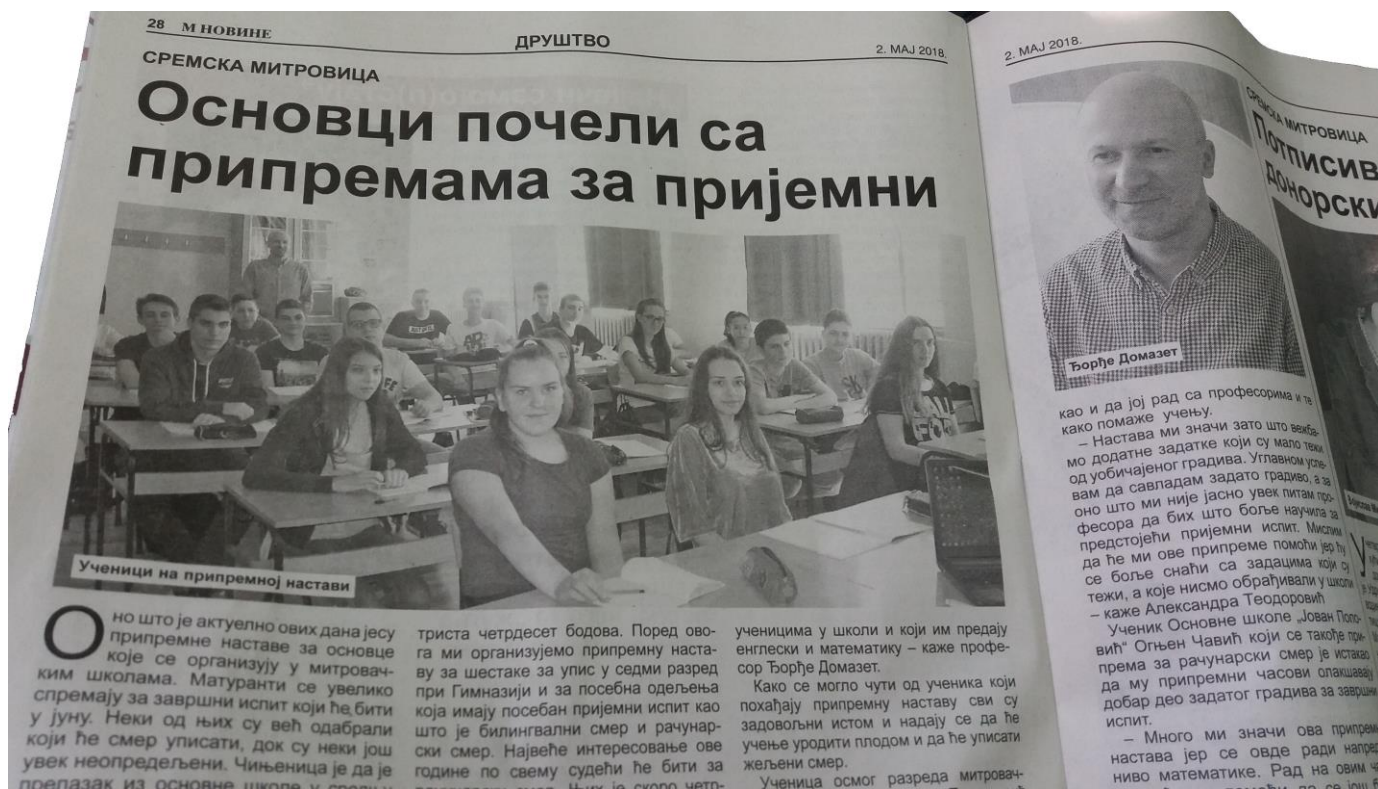 28 М НОВИНЕ
ДРУШТВО
2. МАЈ 2018.
СРЕМСКА МИТРОВИЦА
Основци почели са
припремама за пријемни
Ученици на припремној настави
Оно што је актуелно ових дана јесу
припремне наставе за основце
које се организују у митровач-
ким школама. Матуранти се увелико
спремају за завршни испит који ће бити
у јуну. Неки од њих су већ одабрали
који ће смер уписати, док су неки још
увек неопредељени. Чињеница је да је
прелазак из основне школе у
триста четрдесет бодова. Поред ово-
га ми организујемо припремну наста-
ву за шестаке за упис у седми разред
при Гимназији и за посебна одељења
која имају посебан пријемни испит као
што је билингвални смер и рачунар-
ски смер. Највеће интересовање ове
године по свему судећи ће бити за
ученицима у школи и који им предају
енглески и математику – каже профе-
сор Ђорђе Домазет.
Како се могло чути од ученика који
похађају припремну наставу сви су
задовољни истом и надају се да ће
учење уродити плодом и да ће уписати
жељени смер.
Ученица осмог разреда митровач-
2. МАЈ 2018.
Ђорђе Домазет
као и да јој рад са професорима и те
како помаже учењу.
– Настава ми значи зато што вежба-
мо додатне задатке који су мало тежи
од уобичајеног градива. Углавном успе-
вам да савладам задато градиво, а за
оно што ми није јасно увек питам про-
фесора да бих што боље научила за
предстојећи пријемни испит. Мислим
да ће ми ове припреме помоћи јер ћу
се боље снаћи са задацима који су
тежи, а које нисмо обрађивали у школи
– каже Александра Теодоровић
Ученик Основне школе „Јован Попо-
вић“ Огњен Чавић који се такође при-
према за рачунарски смер је истакао
да му припремни часови олакшавају
добар део задатог градива за завршни
испит.
– Много ми значи ова
настава јер се овде ради
ниво математике. Рад на овим
СРЕМСКА МИТРОВИЦА